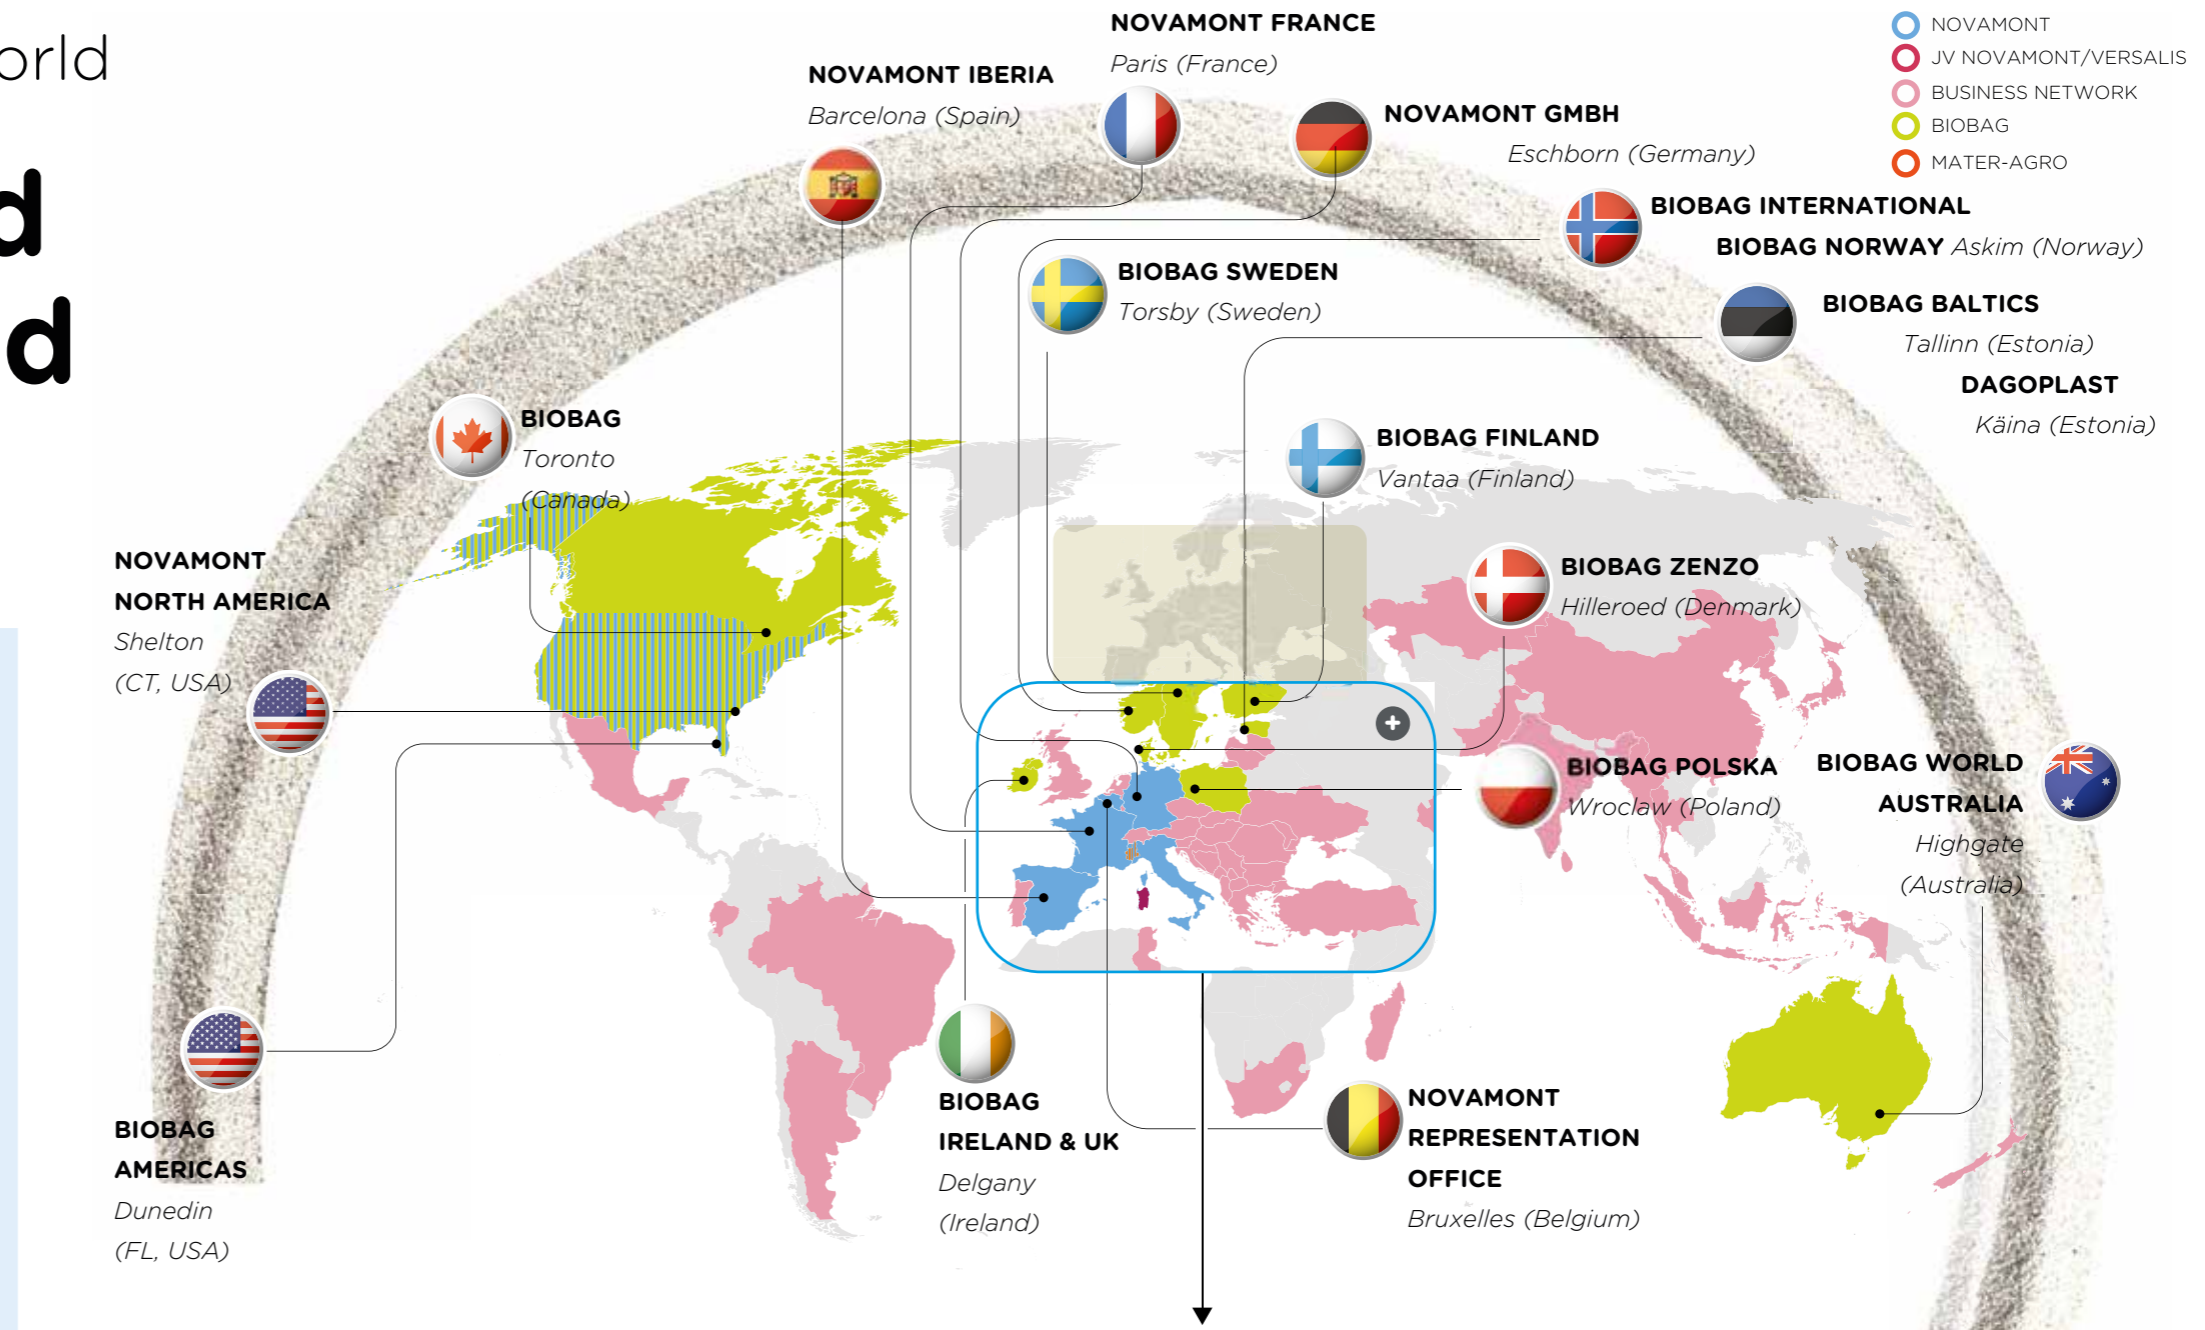 orld
d
d
NOVAMONT FRANCE
Paris (France)
NOVAMONT IBERIA
Barcelona (Spain)
NOVAMONT GMBH
Eschborn (Germany)
NOVAMONT
JV NOVAMONT/VERSALIS
BUSINESS NETWORK
BIOBAG
MATER-AGRO
BIOBAG INTERNATIONAL
BIOBAG NORWAY Askim (Norway)
BIOBAG SWEDEN
Torsby (Sweden)
BIOBAG BALTICS
Tallinn (Estonia)
DAGOPLAST
Käina (Estonia)
BIOBAG
Toronto
(Canada)
BIOBAG FINLAND
Vantaa (Finland)
NOVAMONT
NORTH AMERICA
Shelton
(CT, USA)
BIOBAG ZENZO
Hilleroed (Denmark)
BIOBAG POLSKA
Wroclaw (Poland)
BIOBAG WORLD
AUSTRALIA
Highgate
(Australia)
BIOBAG
AMERICAS
Dunedin
(FL, USA)
BIOBAG
IRELAND & UK
Delgany
(Ireland)
NOVAMONT
REPRESENTATION
OFFICE
Bruxelles (Belgium)